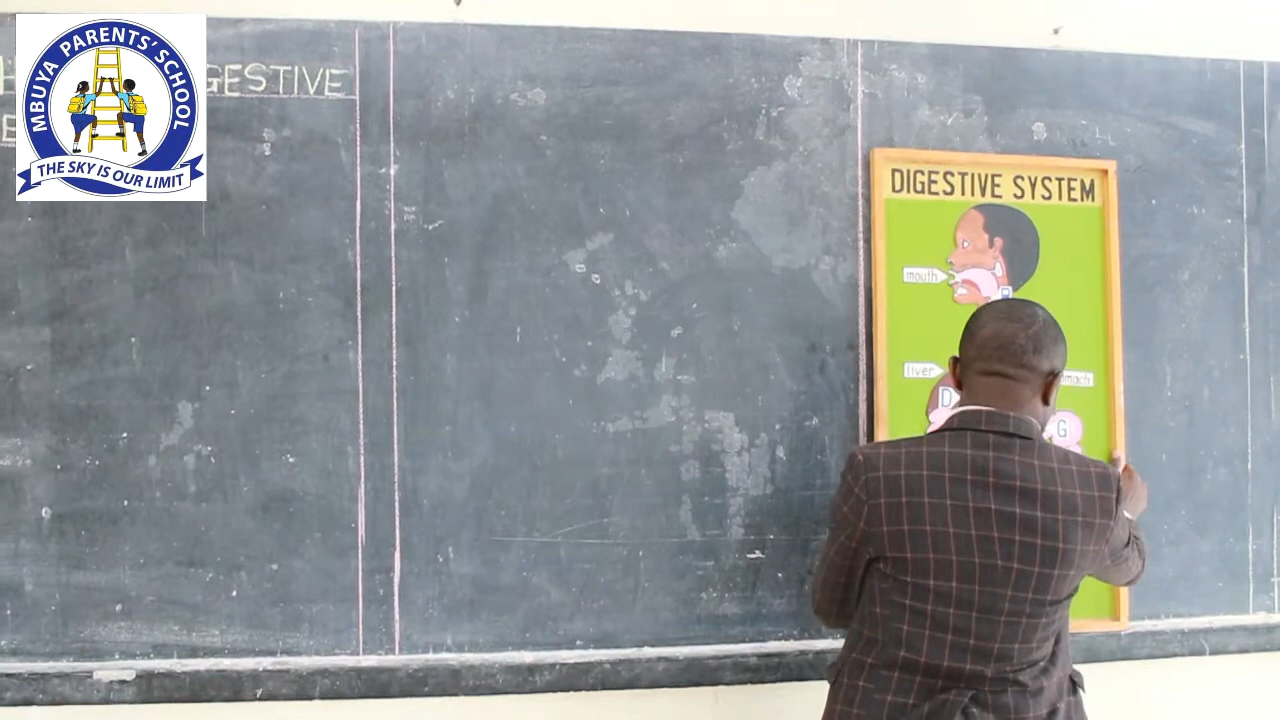 MBUYA PARENTS' SCHOOL
THE SKY IS OUR LIMIT
GESTIVE
DIGESTIVE SYSTEM
mouth
B
liver
mach
D
G